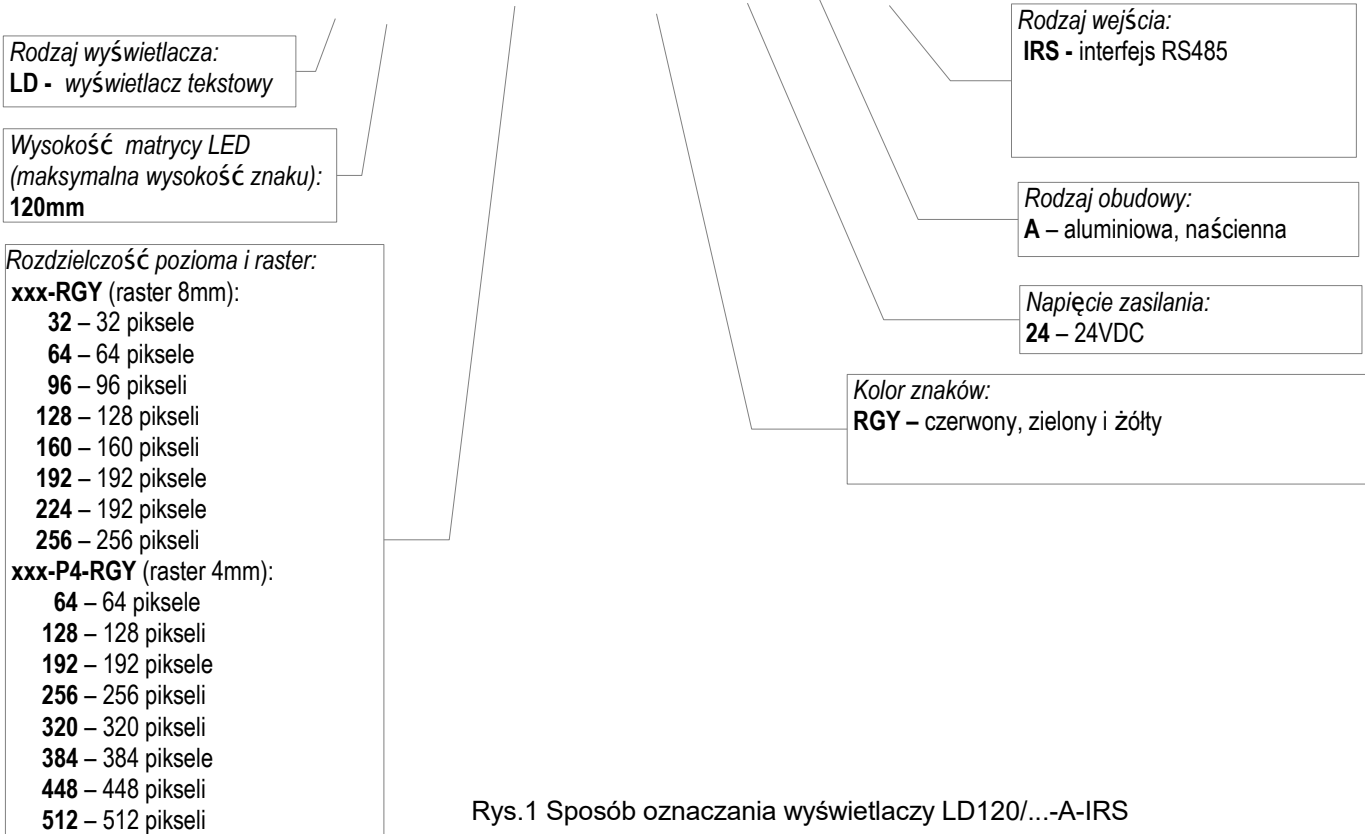 Rodzaj wyświetlacza:
LD - wyświetlacz tekstowy
Wysokość matrycy LED
(maksymalna wysokość znaku):
120mm
Rozdzielczość pozioma i raster:
xxx-RGY (raster 8mm):
32 – 32 piksele
64 – 64 piksele
96 – 96 pikseli
128 – 128 pikseli
160 – 160 pikseli
192 – 192 piksele
224 – 192 piksele
256 – 256 pikseli
xxx-P4-RGY (raster 4mm):
64 – 64 piksele
128 – 128 pikseli
192 – 192 piksele
256 – 256 pikseli
320 – 320 pikseli
384 – 384 piksele
448 – 448 pikseli
512 – 512 pikseli
Rodzaj wejścia:
IRS - interfejs RS485
Rodzaj obudowy:
A – aluminiowa, naścienna
Napięcie zasilania:
24 – 24VDC
Kolor znaków:
RGY – czerwony, zielony i żółty
Rys.1 Sposób oznaczania wyświetlaczy LD120/...-A-IRS